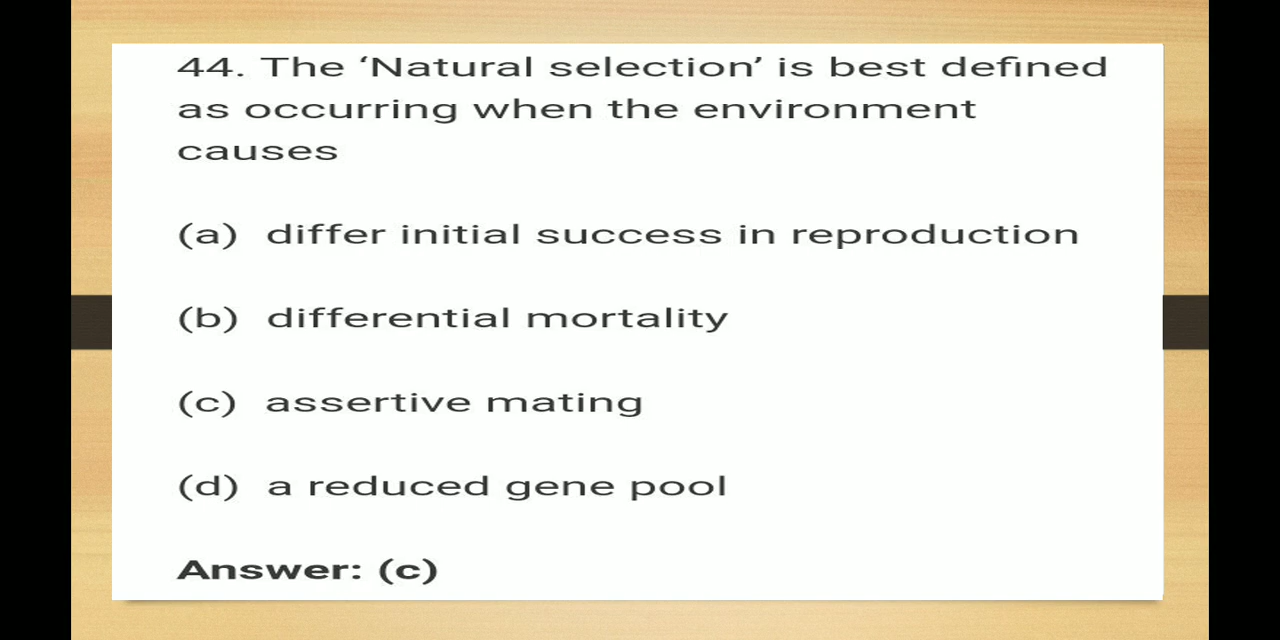 44. The ‘Natural selection’ is best defined
as occurring when the environment
causes
(a) differ initial success in reproduction
(b) differential mortality
(c) assertive mating
(d) a reduced gene pool
Answer: (c)